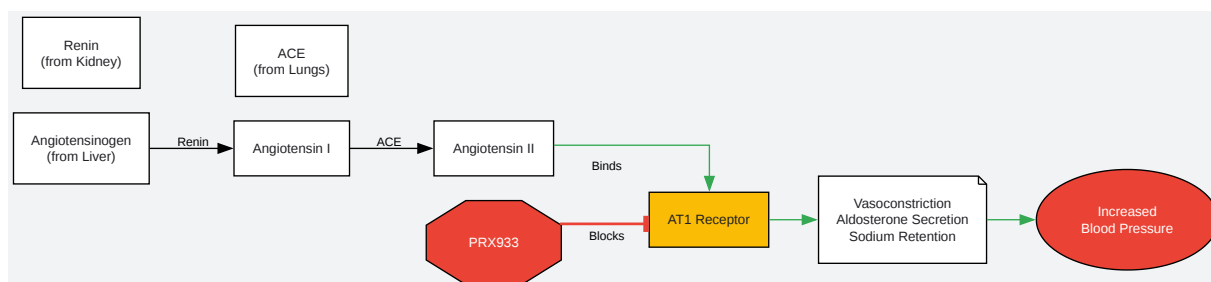 Renin
(from Kidney)
ACE
(from Lungs)
Angiotensinogen
(from Liver)
Renin
Angiotensin I
ACE
Angiotensin II
Binds
PRX933
Blocks
AT1 Receptor
Vasoconstriction
Aldosterone Secretion
Sodium Retention
Increased
Blood Pressure